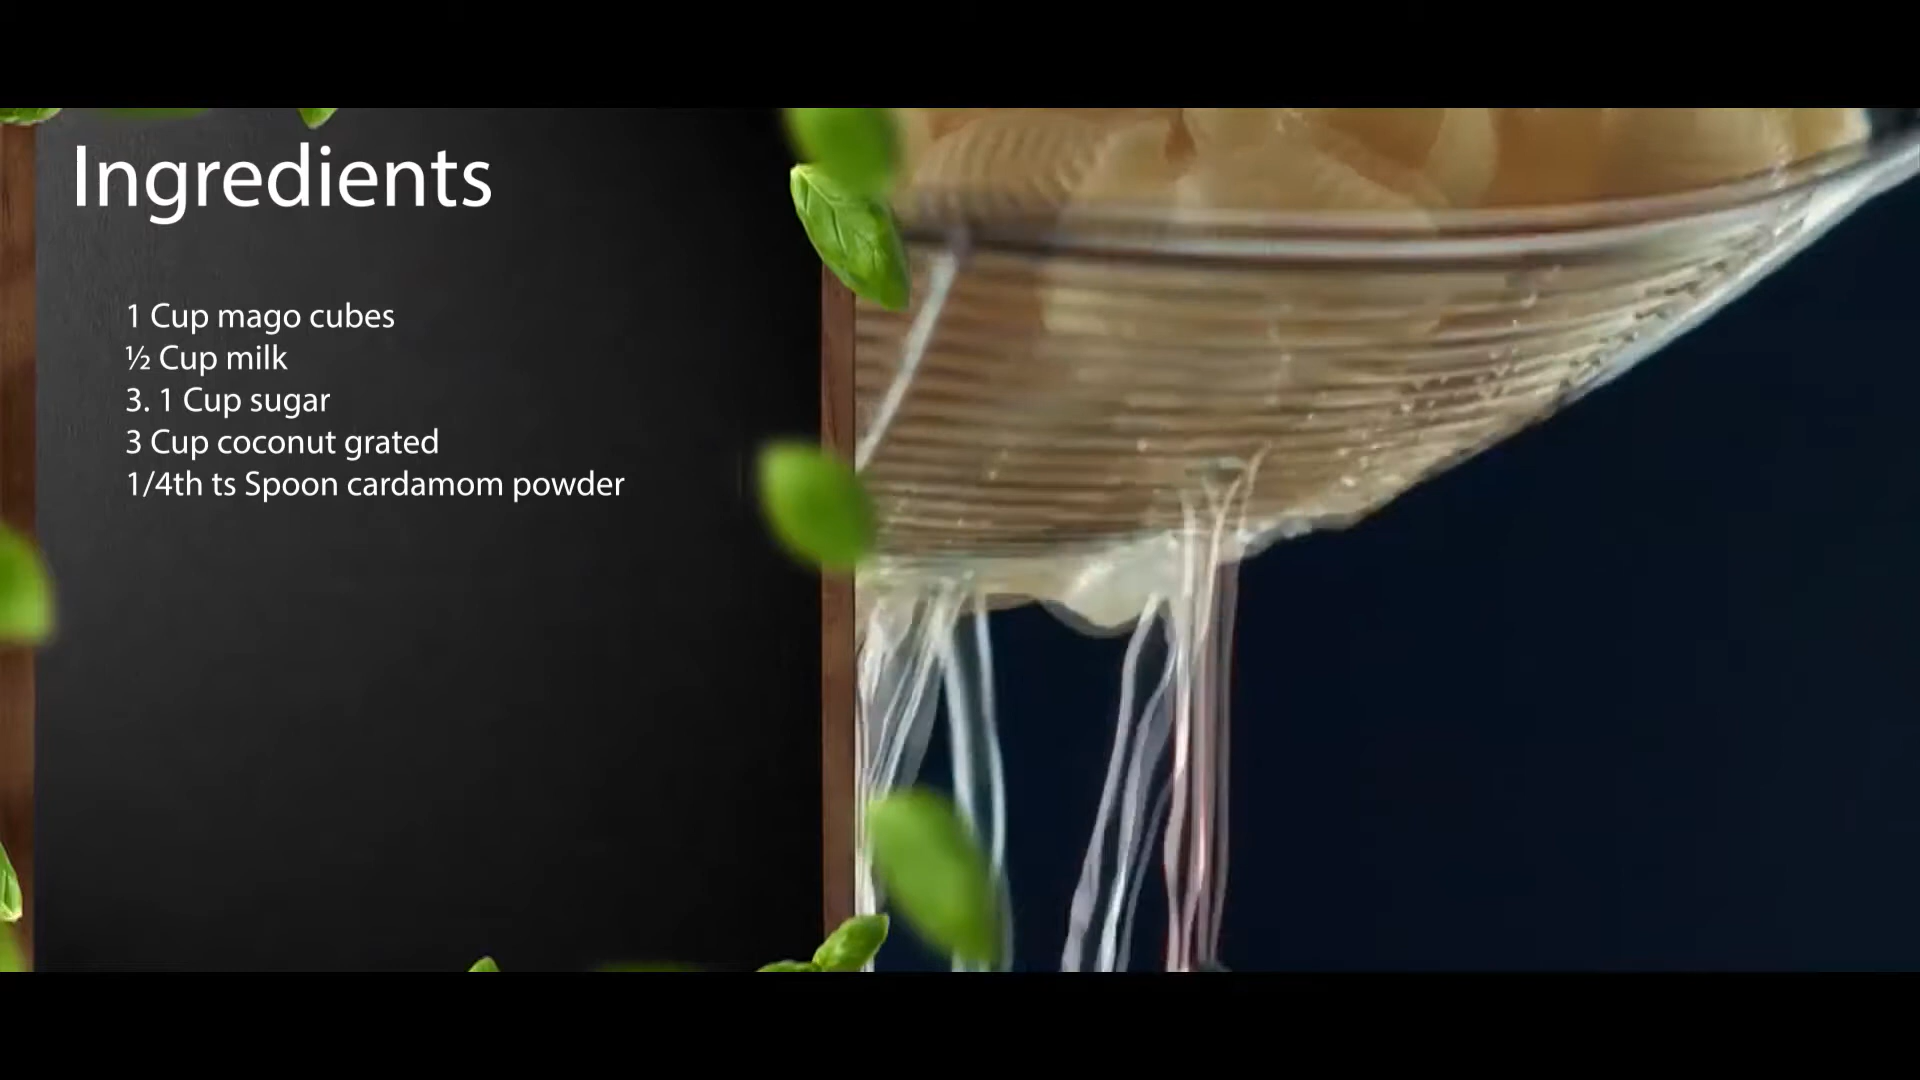 Ingredients
1 Cup mago cubes
½ Cup milk
3. 1 Cup sugar
3 Cup coconut grated
1/4th ts Spoon cardamom powder